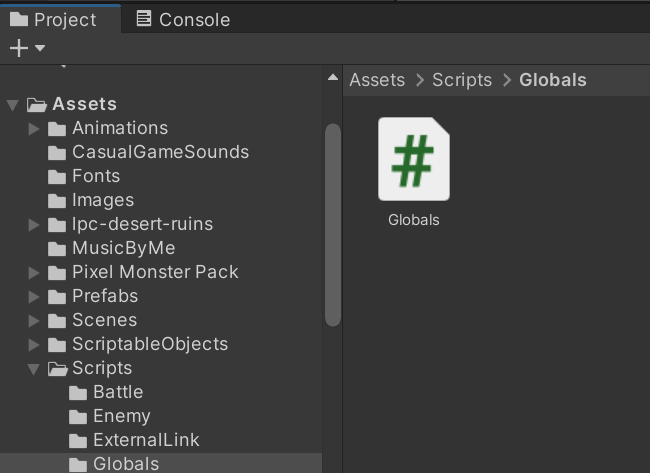 Project
Console
Assets
Animations
CasualGameSounds
Fonts
Images
lpc-desert-ruins
MusicByMe
Pixel Monster Pack
Prefabs
Scenes
ScriptableObjects
Scripts
Battle
Enemy
ExternalLink
Globals
Assets > Scripts > Globals
#
Globals